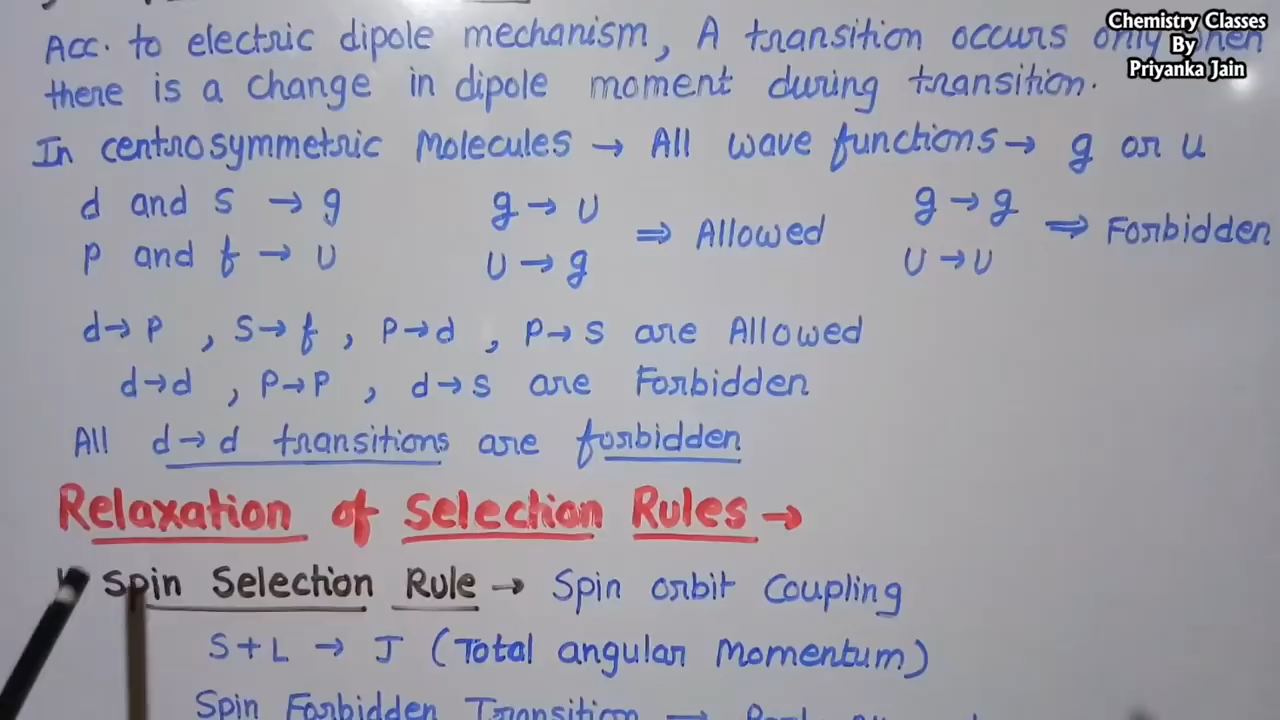 Chemistry Classes
By
Priyanka Jain
Acc. to electric dipole mechanism, A transition occurs only when
there is a change in dipole moment during transition.
In centrosymmetric Molecules → All wave functions → g or u
d and s → g g → U ⇒ Allowed g → g ⇒ Forbidden
p and f → U U → g U → U
d → P , S → f , P → d , P → S are Allowed
d → d , P → P , d → S are Forbidden
All d → d transitions are forbidden
Relaxation of Selection Rules →
Spin Selection Rule → Spin orbit Coupling
S + L → J (Total angular Momentum)
Spin Forbidden Transition →